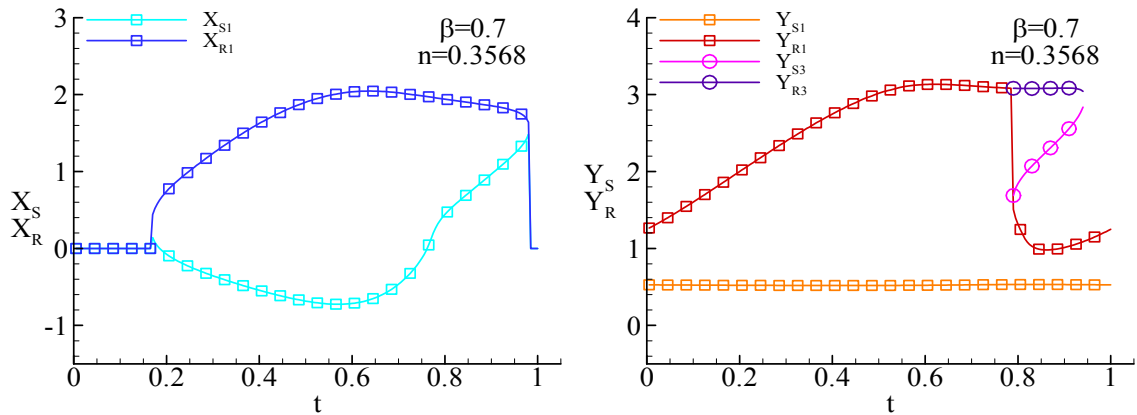 3
2
1
0
-1
X_S
X_R
X_S1
X_R1
β=0.7
n=0.3568
0 0.2 0.4 0.6 0.8 1
t
4
3
2
1
0
Y_S
Y_R
Y_S1
Y_R1
Y_S3
Y_R3
β=0.7
n=0.3568
0 0.2 0.4 0.6 0.8 1
t